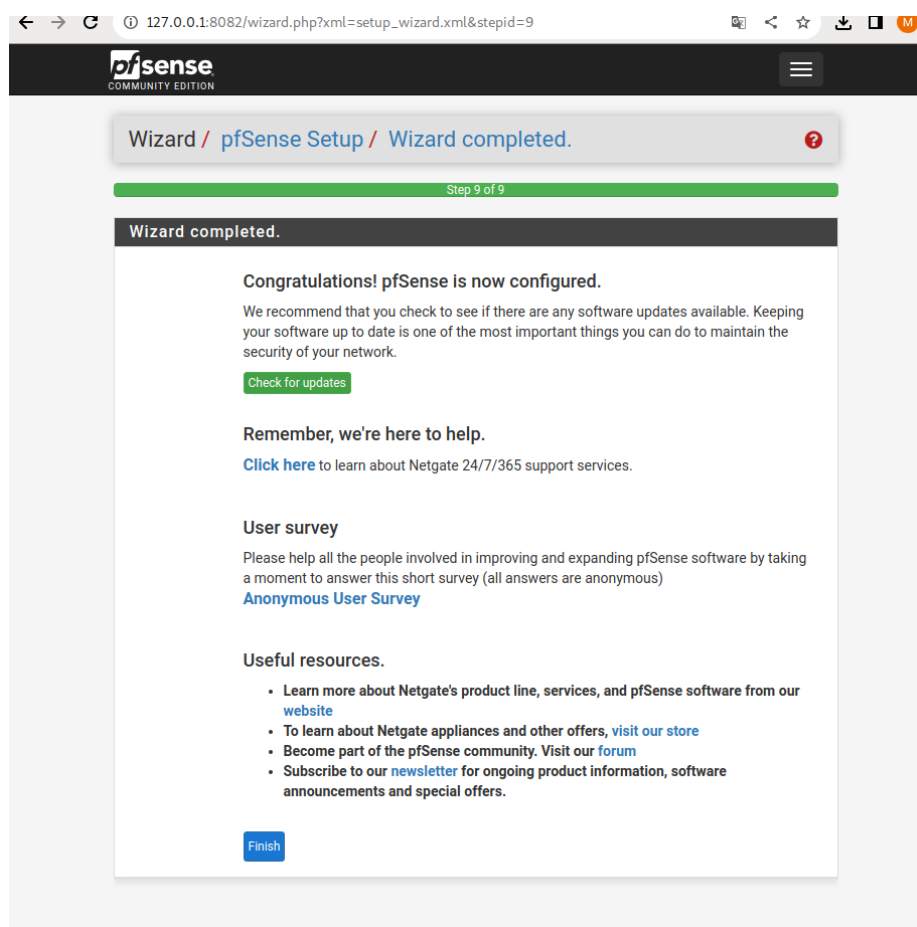 127.0.0.1:8082/wizard.php?xml=setup_wizard.xml&stepid=9
M
pfsense
COMMUNITY EDITION
Wizard / pfSense Setup / Wizard completed.
Step 9 of 9
Wizard completed.
Congratulations! pfSense is now configured.
We recommend that you check to see if there are any software updates available. Keeping
your software up to date is one of the most important things you can do to maintain the
security of your network.
Check for updates
Remember, we're here to help.
Click here to learn about Netgate 24/7/365 support services.
User survey
Please help all the people involved in improving and expanding pfSense software by taking
a moment to answer this short survey (all answers are anonymous)
Anonymous User Survey
Useful resources.
• Learn more about Netgate's product line, services, and pfSense software from our
website
• To learn about Netgate appliances and other offers, visit our store
• Become part of the pfSense community. Visit our forum
• Subscribe to our newsletter for ongoing product information, software
announcements and special offers.
Finish